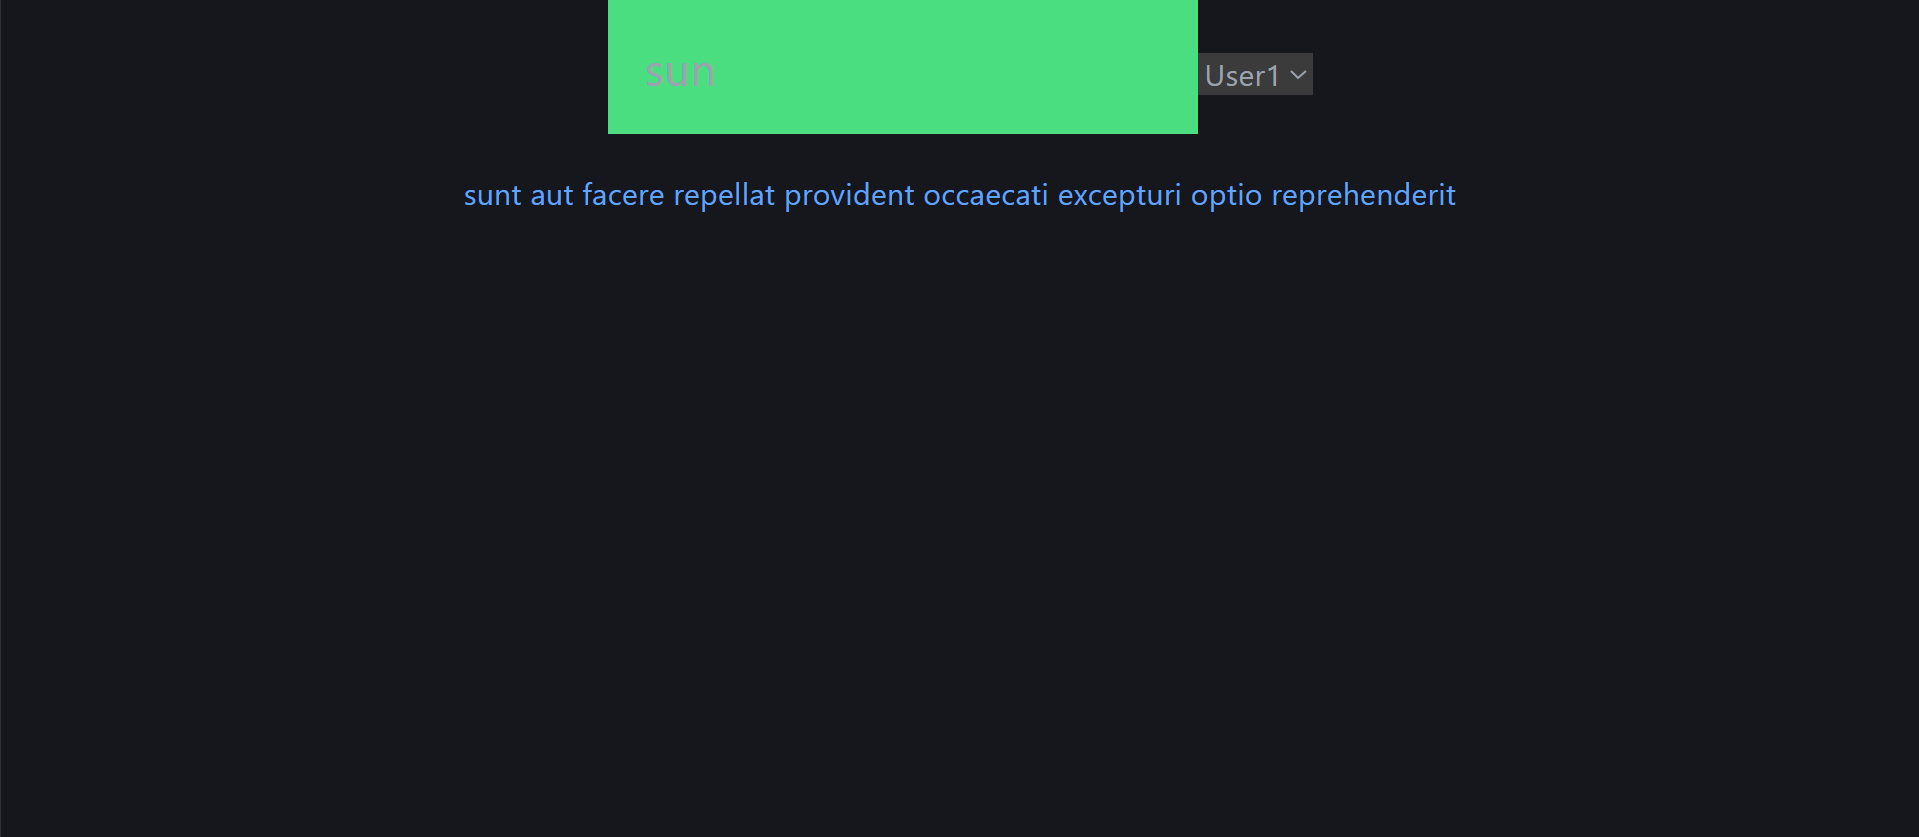 sun
User1
sunt aut facere repellat provident occaecati excepturi optio reprehenderit